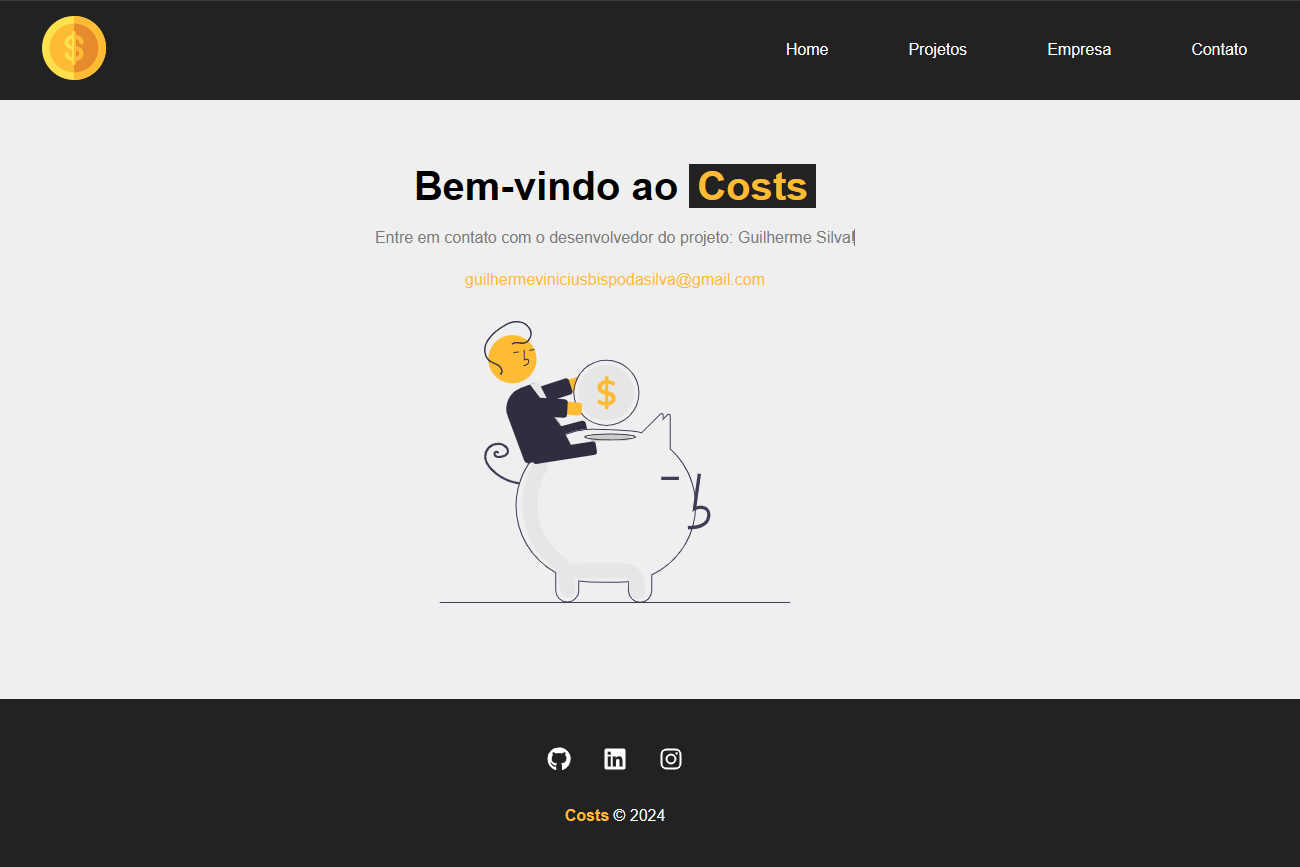 $
Home Projetos Empresa Contato
Bem-vindo ao Costs
Entre em contato com o desenvolvedor do projeto: Guilherme Silva!
guilhermeviniciusbispodasilva@gmail.com
$
in
Costs © 2024